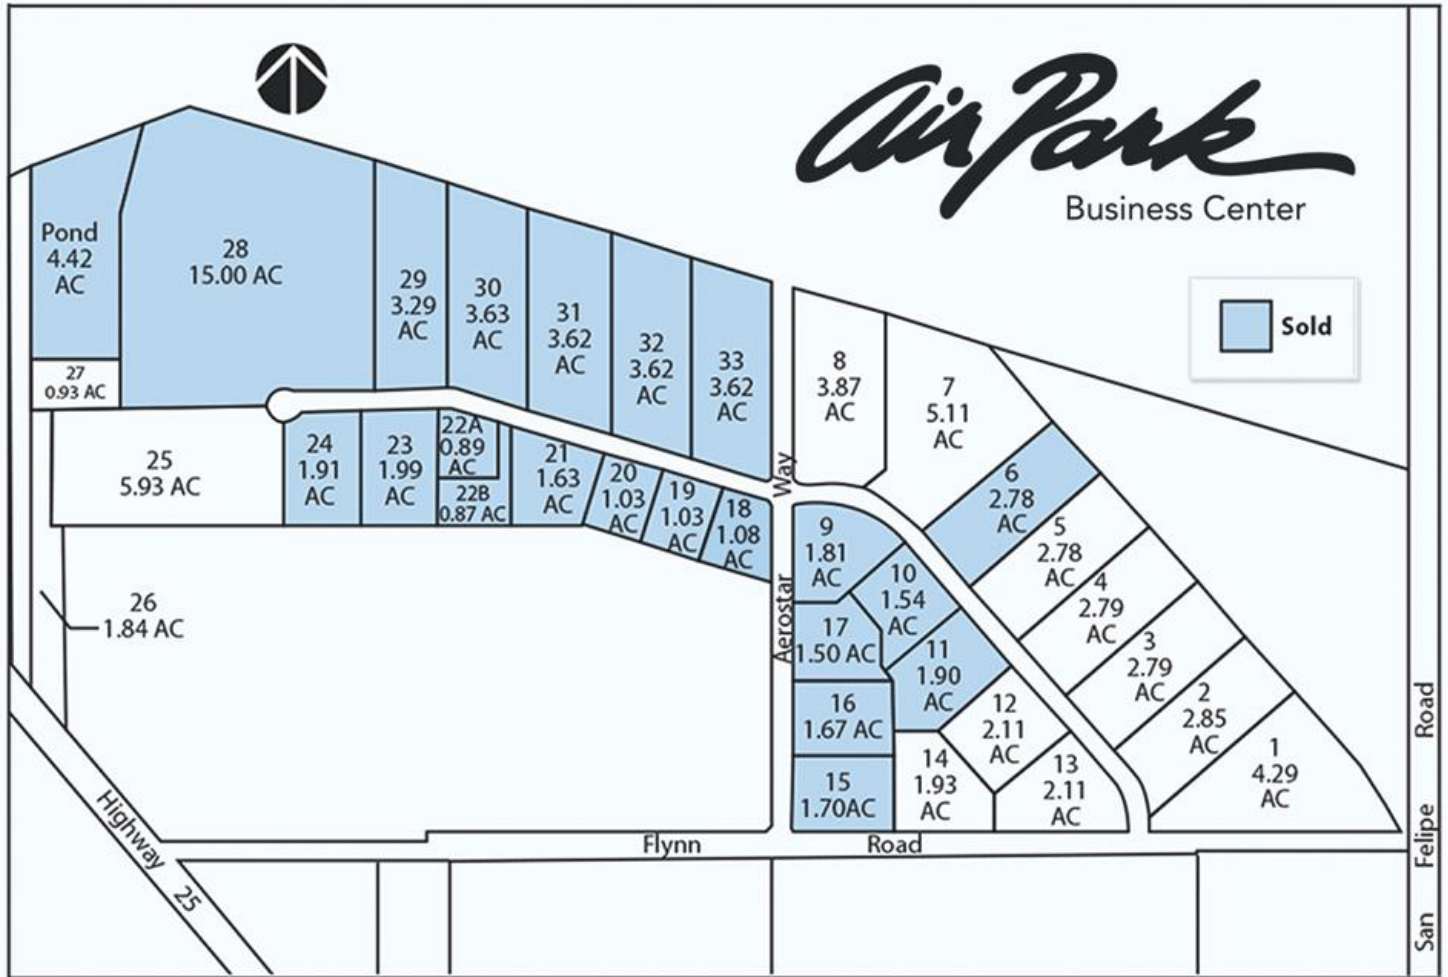 Air Park
Business Center
Sold
Pond
4.42
AC
28
15.00 AC
29
3.29
AC
30
3.63
AC
31
3.62
AC
32
3.62
AC
33
3.62
AC
8
3.87
AC
7
5.11
AC
27
0.93 AC
25
5.93 AC
24
1.91
AC
23
1.99
AC
22A
0.89
AC
22B
0.87 AC
21
1.63
AC
20
1.03
AC
19
1.03
AC
18
1.08
AC
Aerostar Way
6
2.78
AC
5
2.78
AC
4
2.79
AC
3
2.79
AC
2
2.85
AC
1
4.29
AC
9
1.81
AC
10
1.54
AC
17
1.50 AC
11
1.90
AC
16
1.67 AC
12
2.11
AC
15
1.70AC
14
1.93
AC
13
2.11
AC
26
1.84 AC
Highway 25
Flynn Road
San Felipe Road